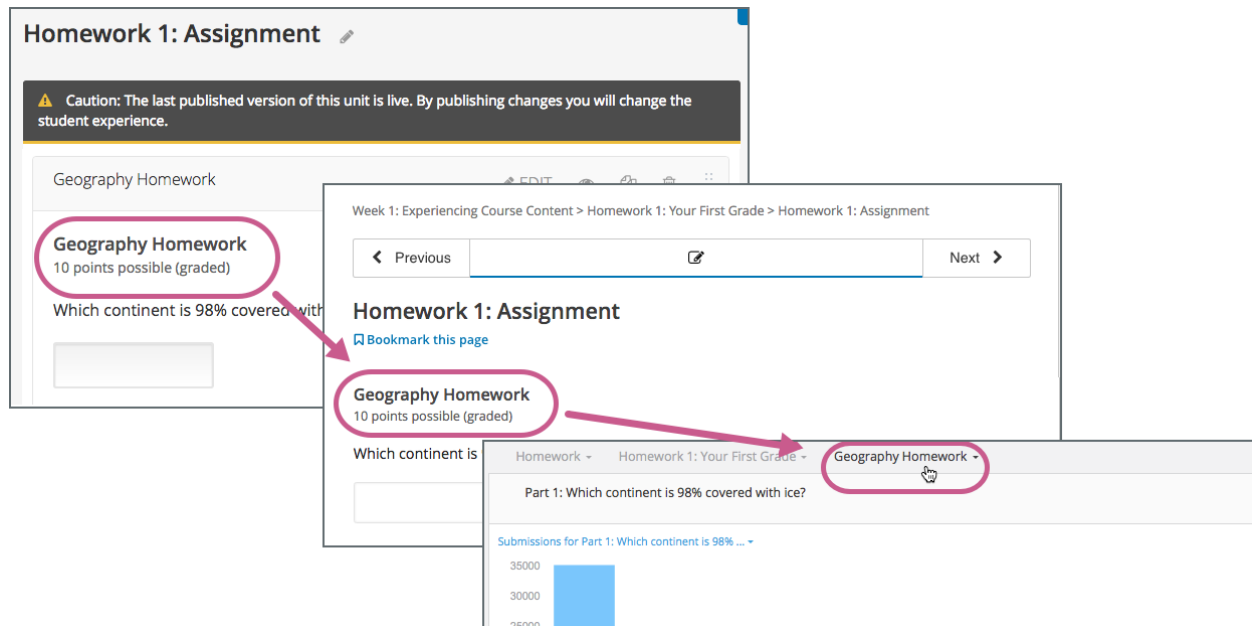 Homework 1: Assignment
Caution: The last published version of this unit is live. By publishing changes you will change the
student experience.
Geography Homework
EDIT
Geography Homework
10 points possible (graded)
Which continent is 98% covered with
Week 1: Experiencing Course Content > Homework 1: Your First Grade > Homework 1: Assignment
Previous
Next
Homework 1: Assignment
Bookmark this page
Geography Homework
10 points possible (graded)
Which continent is
Homework
Homework 1: Your First Grade
Geography Homework
Part 1: Which continent is 98% covered with ice?
Submissions for Part 1: Which continent is 98% ...
35000
30000
25000